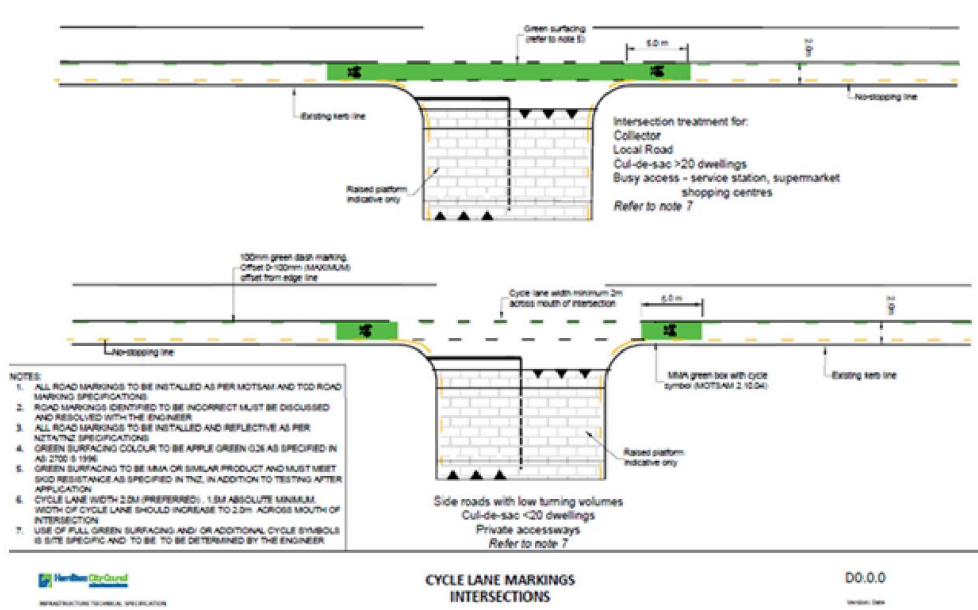 Green surfacing
(refer to note 5)
5.0 m
2.0m
No-stopping line
Existing kerb line
Intersection treatment for:
Collector
Local Road
Cul-de-sac >20 dwellings
Busy access - service station, supermarket
shopping centres
Refer to note 7
Raised platform
indicative only
100mm green dash marking.
Offset 0-100mm (MAXIMUM)
offset from edge line
Cycle lane width minimum 2m
across mouth of intersection
5.0 m
2.0m
No-stopping line
MMA green box with cycle
symbol (MOTSAM 2.10.04)
Existing kerb line
Raised platform
indicative only
Side roads with low turning volumes
Cul-de-sac <20 dwellings
Private accessways
Refer to note 7
NOTES:
1. ALL ROAD MARKINGS TO BE INSTALLED AS PER MOTSAM AND TCD ROAD
MARKING SPECIFICATIONS
2. ROAD MARKINGS IDENTIFIED TO BE INCORRECT MUST BE DISCUSSED
AND RESOLVED WITH THE ENGINEER
3. ALL ROAD MARKINGS TO BE INSTALLED AND REFLECTIVE AS PER
NZTA/TNZ SPECIFICATIONS
4. GREEN SURFACING COLOUR TO BE APPLE GREEN G26 AS SPECIFIED IN
AS 2700 S 1996
5. GREEN SURFACING TO BE MMA OR SIMILAR PRODUCT AND MUST MEET
SKID RESISTANCE AS SPECIFIED IN TNZ, IN ADDITION TO TESTING AFTER
APPLICATION
6. CYCLE LANE WIDTH 2.0M (PREFERRED) . 1.5M ABSOLUTE MINIMUM.
WIDTH OF CYCLE LANE SHOULD INCREASE TO 2.0m ACROSS MOUTH OF
INTERSECTION
7. USE OF FULL GREEN SURFACING AND/ OR ADDITIONAL CYCLE SYMBOLS
IS SITE SPECIFIC AND TO BE TO BE DETERMINED BY THE ENGINEER
Hamilton City Council
INFRASTRUCTURE TECHNICAL SPECIFICATION
CYCLE LANE MARKINGS
INTERSECTIONS
D0.0.0
Version: Date